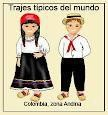 Trajes típicos del mundo
Colombia, zona Andina